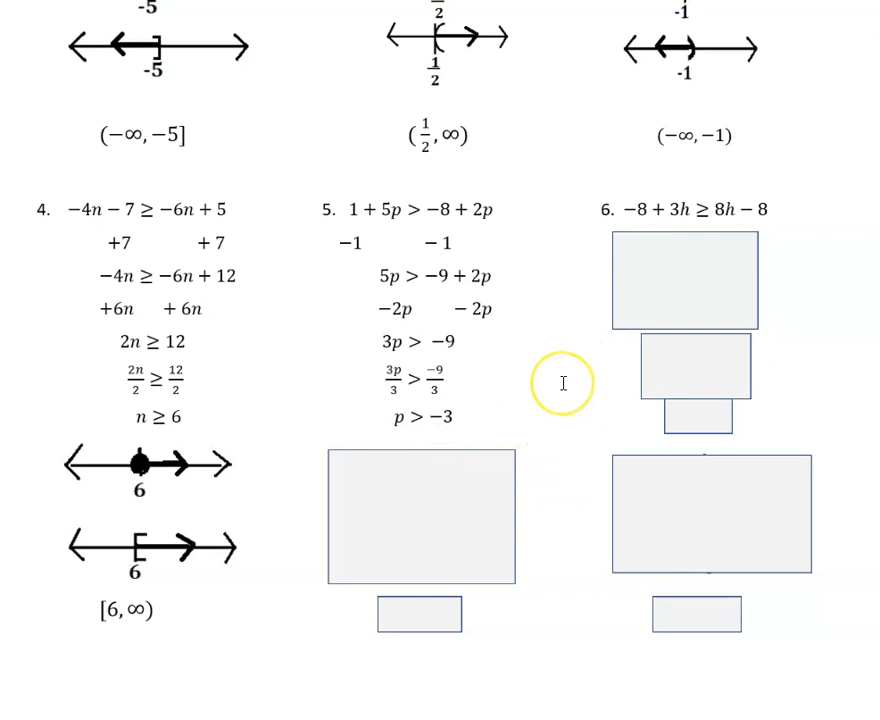 -5
2
-1
-5
1/2
-1
(−∞, −5]
(1/2, ∞)
(−∞, −1)
4. −4n − 7 ≥ −6n + 5
+7 + 7
−4n ≥ −6n + 12
+6n + 6n
2n ≥ 12
2n/2 ≥ 12/2
n ≥ 6
6
6
[6, ∞)
5. 1 + 5p > −8 + 2p
−1 − 1
5p > −9 + 2p
−2p − 2p
3p > −9
3p/3 > −9/3
p > −3
6. −8 + 3h ≥ 8h − 8